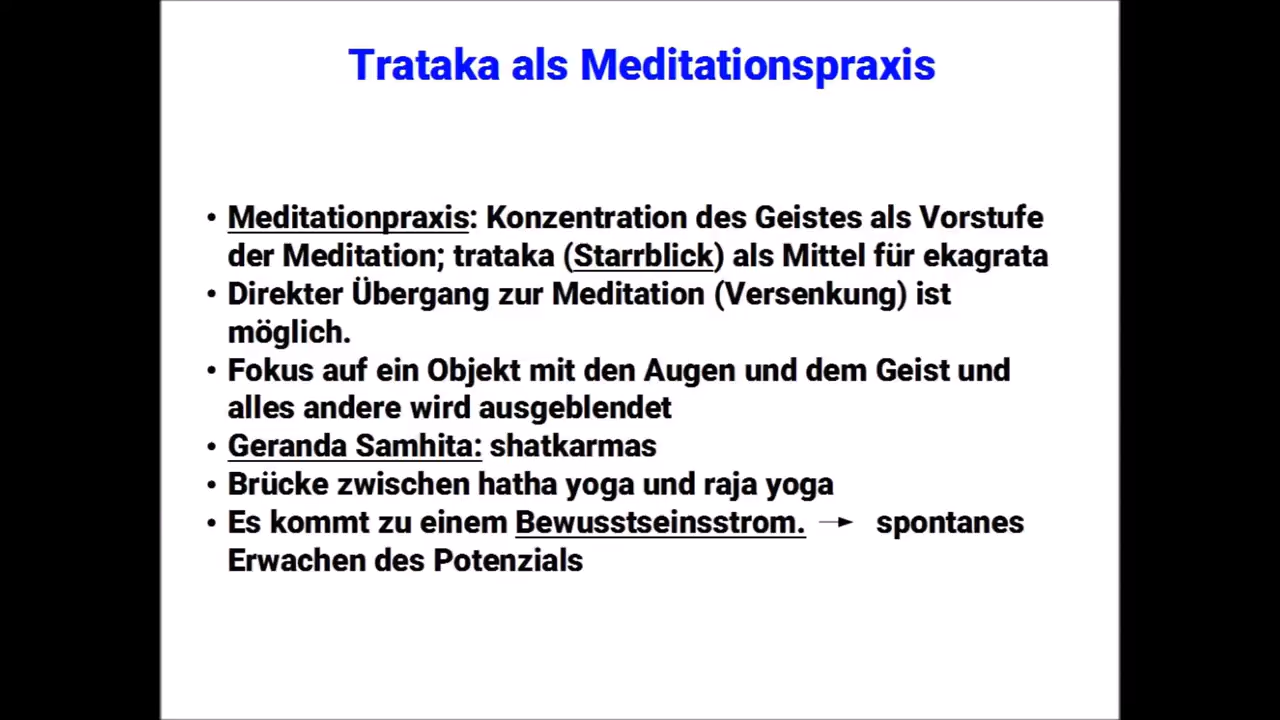 Trataka als Meditationspraxis
• Meditationpraxis: Konzentration des Geistes als Vorstufe
der Meditation; trataka (Starrblick) als Mittel für ekagrata
• Direkter Übergang zur Meditation (Versenkung) ist
möglich.
• Fokus auf ein Objekt mit den Augen und dem Geist und
alles andere wird ausgeblendet
• Geranda Samhita: shatkarmas
• Brücke zwischen hatha yoga und raja yoga
• Es kommt zu einem Bewusstseinsstrom. → spontanes
Erwachen des Potenzials